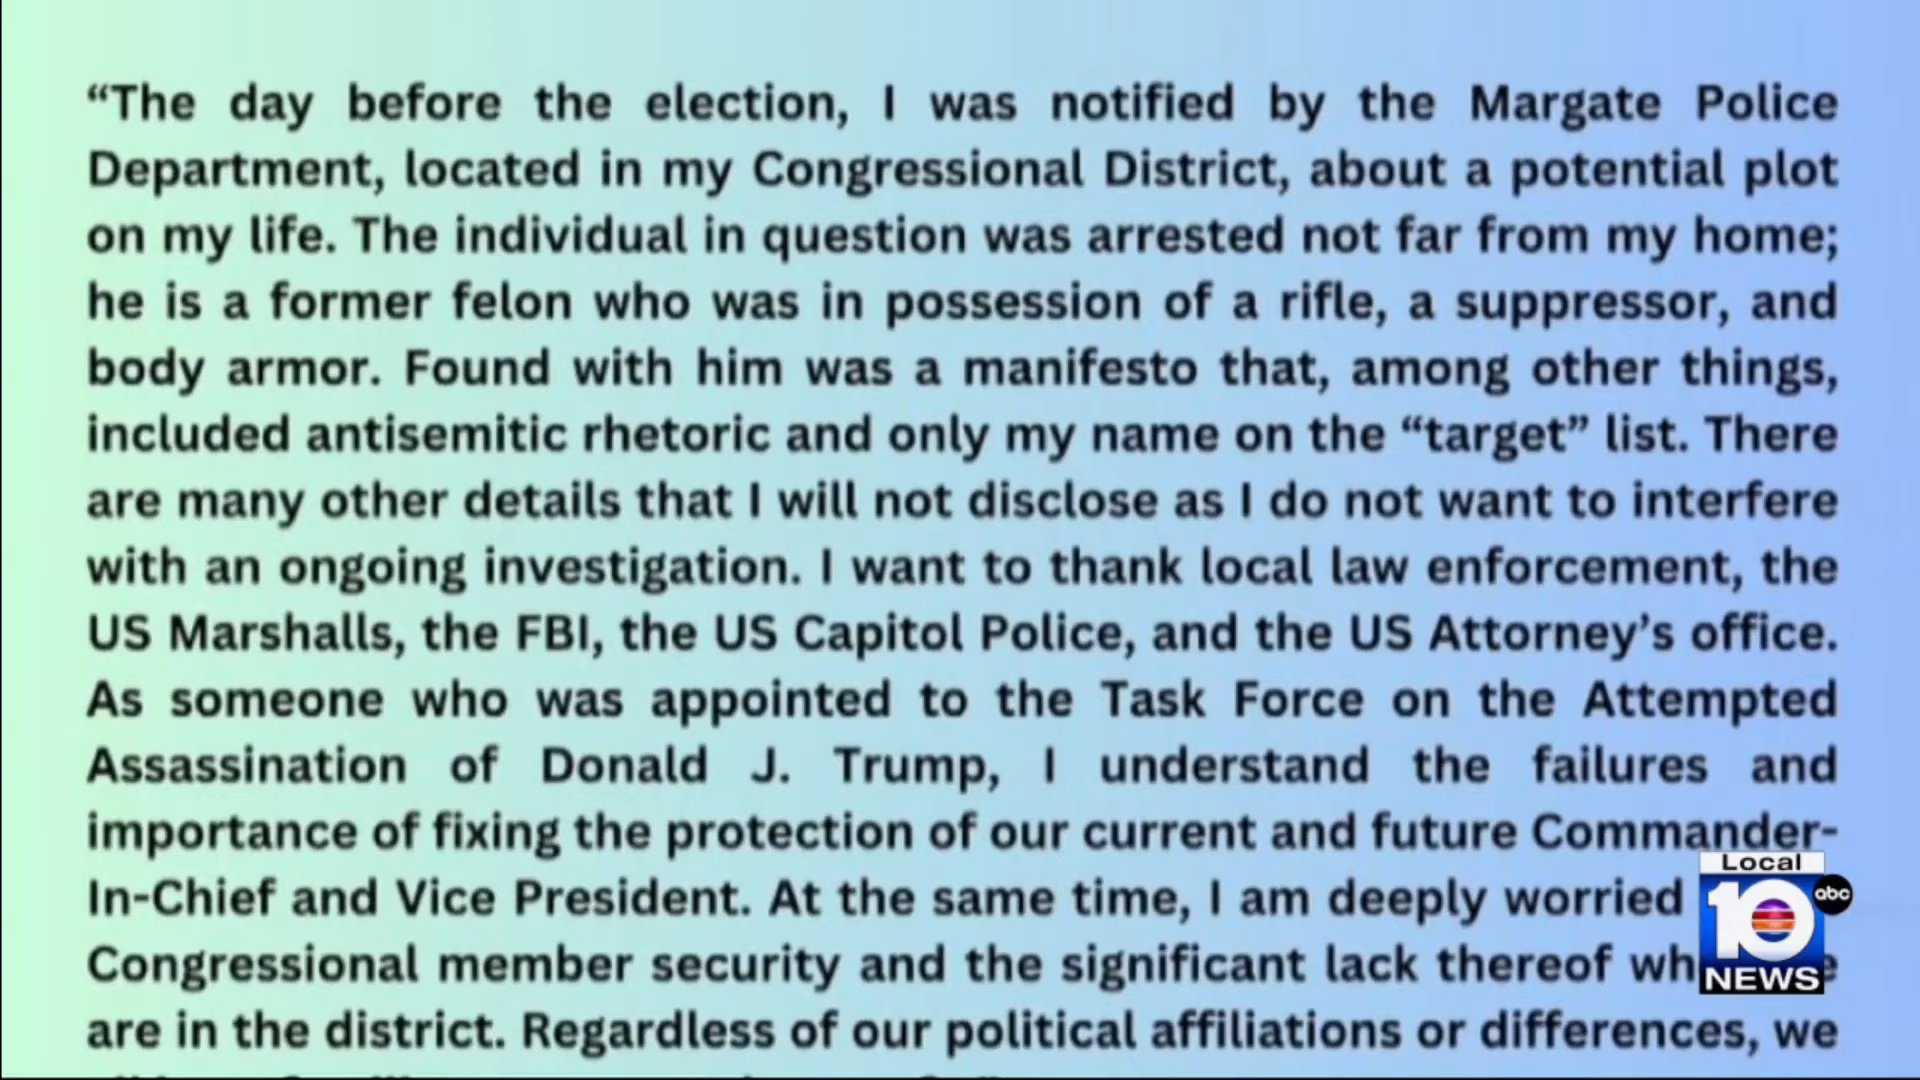 “The day before the election, I was notified by the Margate Police
Department, located in my Congressional District, about a potential plot
on my life. The individual in question was arrested not far from my home;
he is a former felon who was in possession of a rifle, a suppressor, and
body armor. Found with him was a manifesto that, among other things,
included antisemitic rhetoric and only my name on the “target” list. There
are many other details that I will not disclose as I do not want to interfere
with an ongoing investigation. I want to thank local law enforcement, the
US Marshalls, the FBI, the US Capitol Police, and the US Attorney’s office.
As someone who was appointed to the Task Force on the Attempted
Assassination of Donald J. Trump, I understand the failures and
importance of fixing the protection of our current and future Commander-
In-Chief and Vice President. At the same time, I am deeply worried
Congressional member security and the significant lack thereof
are in the district. Regardless of our political affiliations or differences, we
Local
10
abc
NEWS